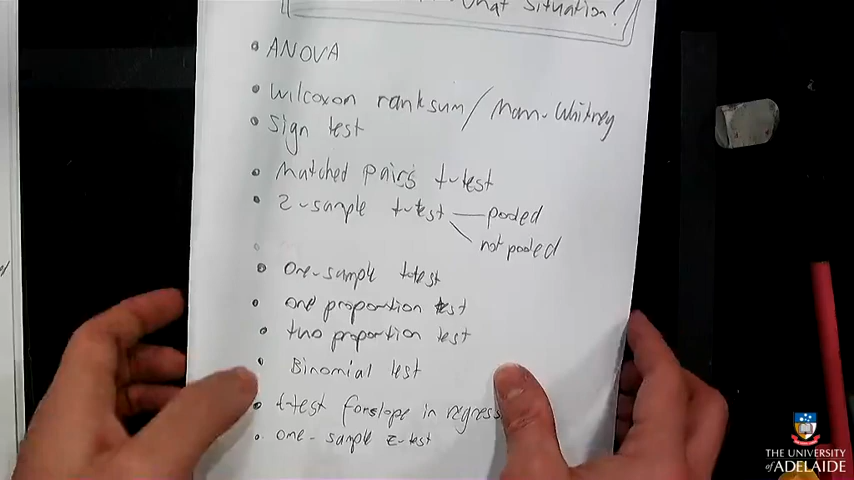 what situation?
• ANOVA
• Wilcoxon ranksum / Mann-Whitney
• Sign test
• Matched pairs t-test
• 2-sample t-test — pooled
not pooled
• one-sample t-test
• one proportion test
• two proportion test
• Binomial test
• t-test for slope in regress
• one-sample z-test
THE UNIVERSITY
of ADELAIDE